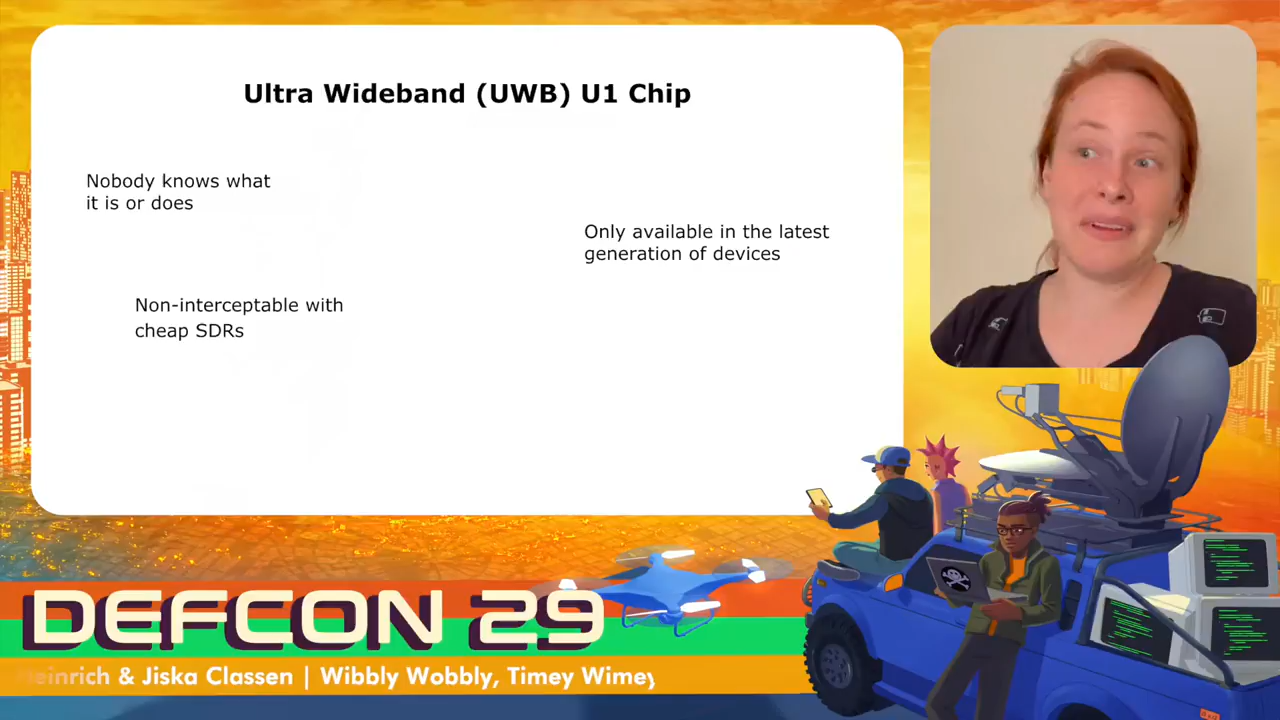 Ultra Wideband (UWB) U1 Chip
Nobody knows what
it is or does
Only available in the latest
generation of devices
Non-interceptable with
cheap SDRs
DEFCON 29
Heinrich & Jiska Classen | Wibbly Wobbly, Timey Wimey